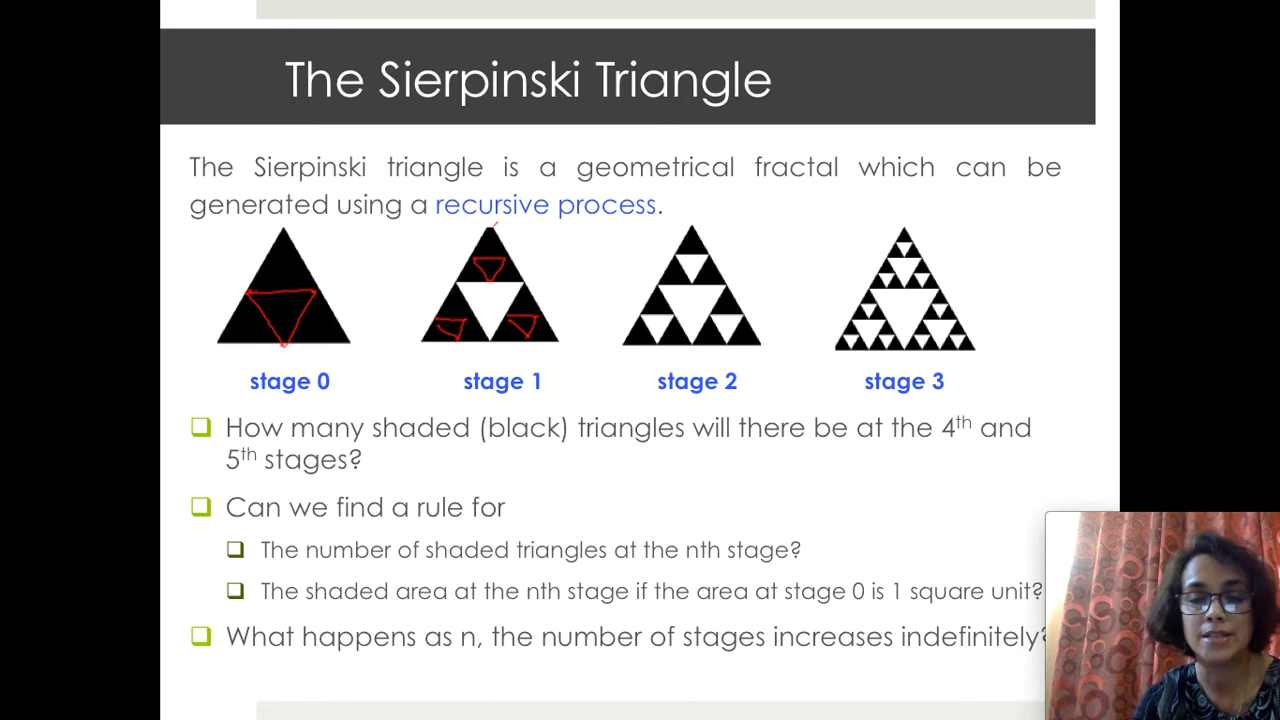 The Sierpinski Triangle
The Sierpinski triangle is a geometrical fractal which can be
generated using a recursive process.
stage 0 stage 1 stage 2 stage 3
How many shaded (black) triangles will there be at the 4th and
5th stages?
Can we find a rule for
The number of shaded triangles at the nth stage?
The shaded area at the nth stage if the area at stage 0 is 1 square unit?
What happens as n, the number of stages increases indefinitely?